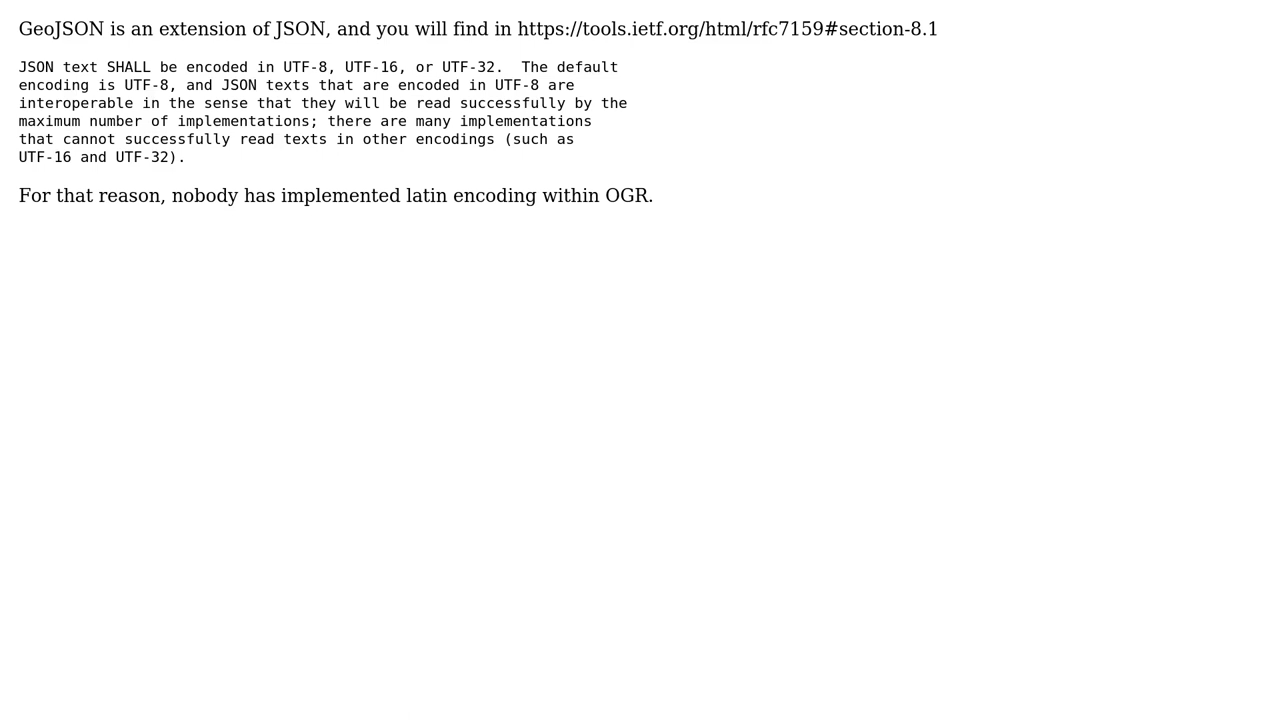 GeoJSON is an extension of JSON, and you will find in https://tools.ietf.org/html/rfc7159#section-8.1
JSON text SHALL be encoded in UTF-8, UTF-16, or UTF-32.  The default
encoding is UTF-8, and JSON texts that are encoded in UTF-8 are
interoperable in the sense that they will be read successfully by the
maximum number of implementations; there are many implementations
that cannot successfully read texts in other encodings (such as
UTF-16 and UTF-32).
For that reason, nobody has implemented latin encoding within OGR.